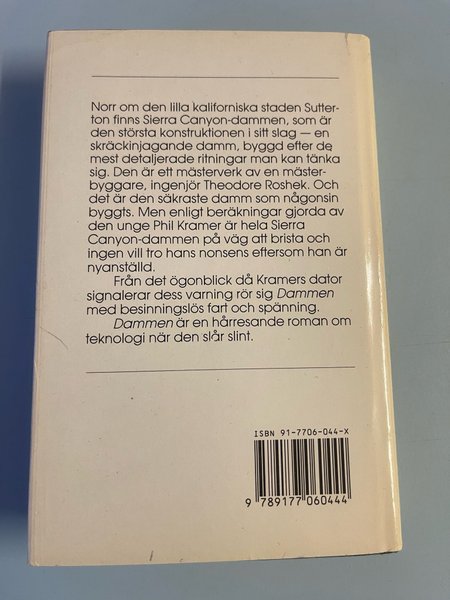 Norr om den lilla kaliforniska staden Sutter-
ton finns Sierra Canyon-dammen, som är
den största konstruktionen i sitt slag — en
skräckinjagande damm, byggd efter de
mest detaljerade ritningar man kan tänka
sig. Den är ett mästerverk av en mäster-
byggare, ingenjör Theodore Roshek. Och
det är den säkraste damm som någonsin
byggts. Men enligt beräkningar gjorda av
den unge Phil Kramer är hela Sierra
Canyon-dammen på väg att brista och
ingen vill tro hans nonsens eftersom han är
nyanställd.
Från det ögonblick då Kramers dator
signalerar dess varning rör sig Dammen
med besinningslös fart och spänning.
Dammen är en hårresande roman om
teknologi när den slår slint.
ISBN 91-7706-044-X
9 789177 060444